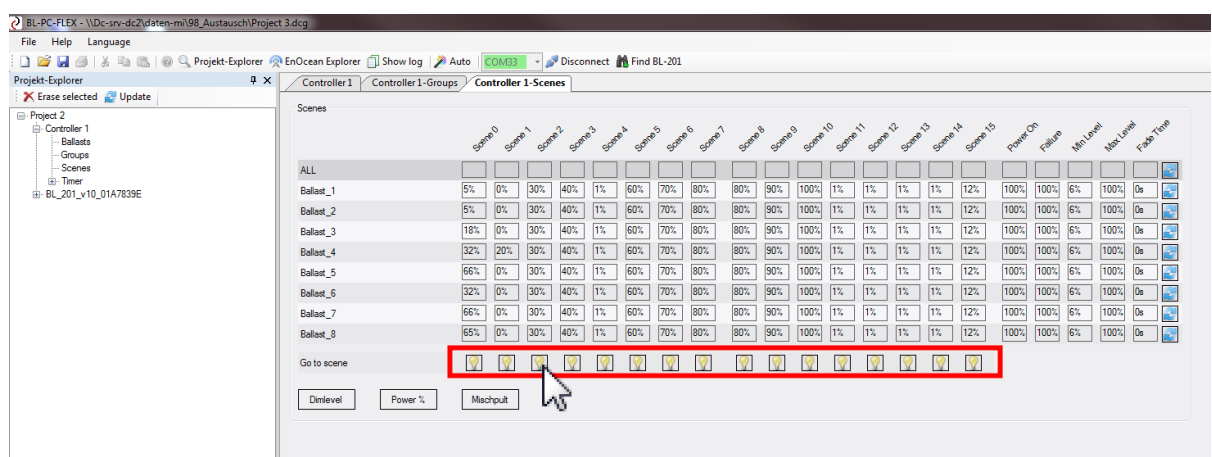 BL-PC-FLEX - \\Dc-srv-dc2\daten-mi\98_Austausch\Project 3.dcg
File Help Language
Projekt-Explorer EnOcean Explorer Show log Auto COM33 Disconnect Find BL-201
Projekt-Explorer
Controller 1 Controller 1-Groups Controller 1-Scenes
Erase selected Update
Project 2
Controller 1
Ballasts
Groups
Scenes
Timer
BL_201_v10_01A7839E
Scenes
Scene 0 Scene 1 Scene 2 Scene 3 Scene 4 Scene 5 Scene 6 Scene 7 Scene 8 Scene 9 Scene 10 Scene 11 Scene 12 Scene 13 Scene 14 Scene 15 Power On Failure Min Level Max Level Fade Time
ALL
Ballast_1 5% 0% 30% 40% 1% 60% 70% 80% 80% 90% 100% 1% 1% 1% 1% 12% 100% 100% 6% 100% 0s
Ballast_2 5% 0% 30% 40% 1% 60% 70% 80% 80% 90% 100% 1% 1% 1% 1% 12% 100% 100% 6% 100% 0s
Ballast_3 18% 0% 30% 40% 1% 60% 70% 80% 80% 90% 100% 1% 1% 1% 1% 12% 100% 100% 6% 100% 0s
Ballast_4 32% 20% 30% 40% 1% 60% 70% 80% 80% 90% 100% 1% 1% 1% 1% 12% 100% 100% 6% 100% 0s
Ballast_5 66% 0% 30% 40% 1% 60% 70% 80% 80% 90% 100% 1% 1% 1% 1% 12% 100% 100% 6% 100% 0s
Ballast_6 32% 0% 30% 40% 1% 60% 70% 80% 80% 90% 100% 1% 1% 1% 1% 12% 100% 100% 6% 100% 0s
Ballast_7 66% 0% 30% 40% 1% 60% 70% 80% 80% 90% 100% 1% 1% 1% 1% 12% 100% 100% 6% 100% 0s
Ballast_8 65% 0% 30% 40% 1% 60% 70% 80% 80% 90% 100% 1% 1% 1% 1% 12% 100% 100% 6% 100% 0s
Go to scene
Dimlevel Power % Mischpult